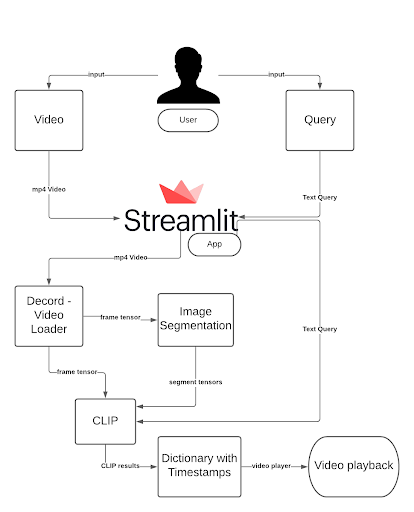 input
input
Video
User
Query
mp4 Video
Text Query
Streamlit
App
mp4 Video
Decord -
Video
Loader
frame tensor
Image
Segmentation
Text Query
frame tensor
segment tensors
CLIP
CLIP results
Dictionary with
Timestamps
video player
Video playback